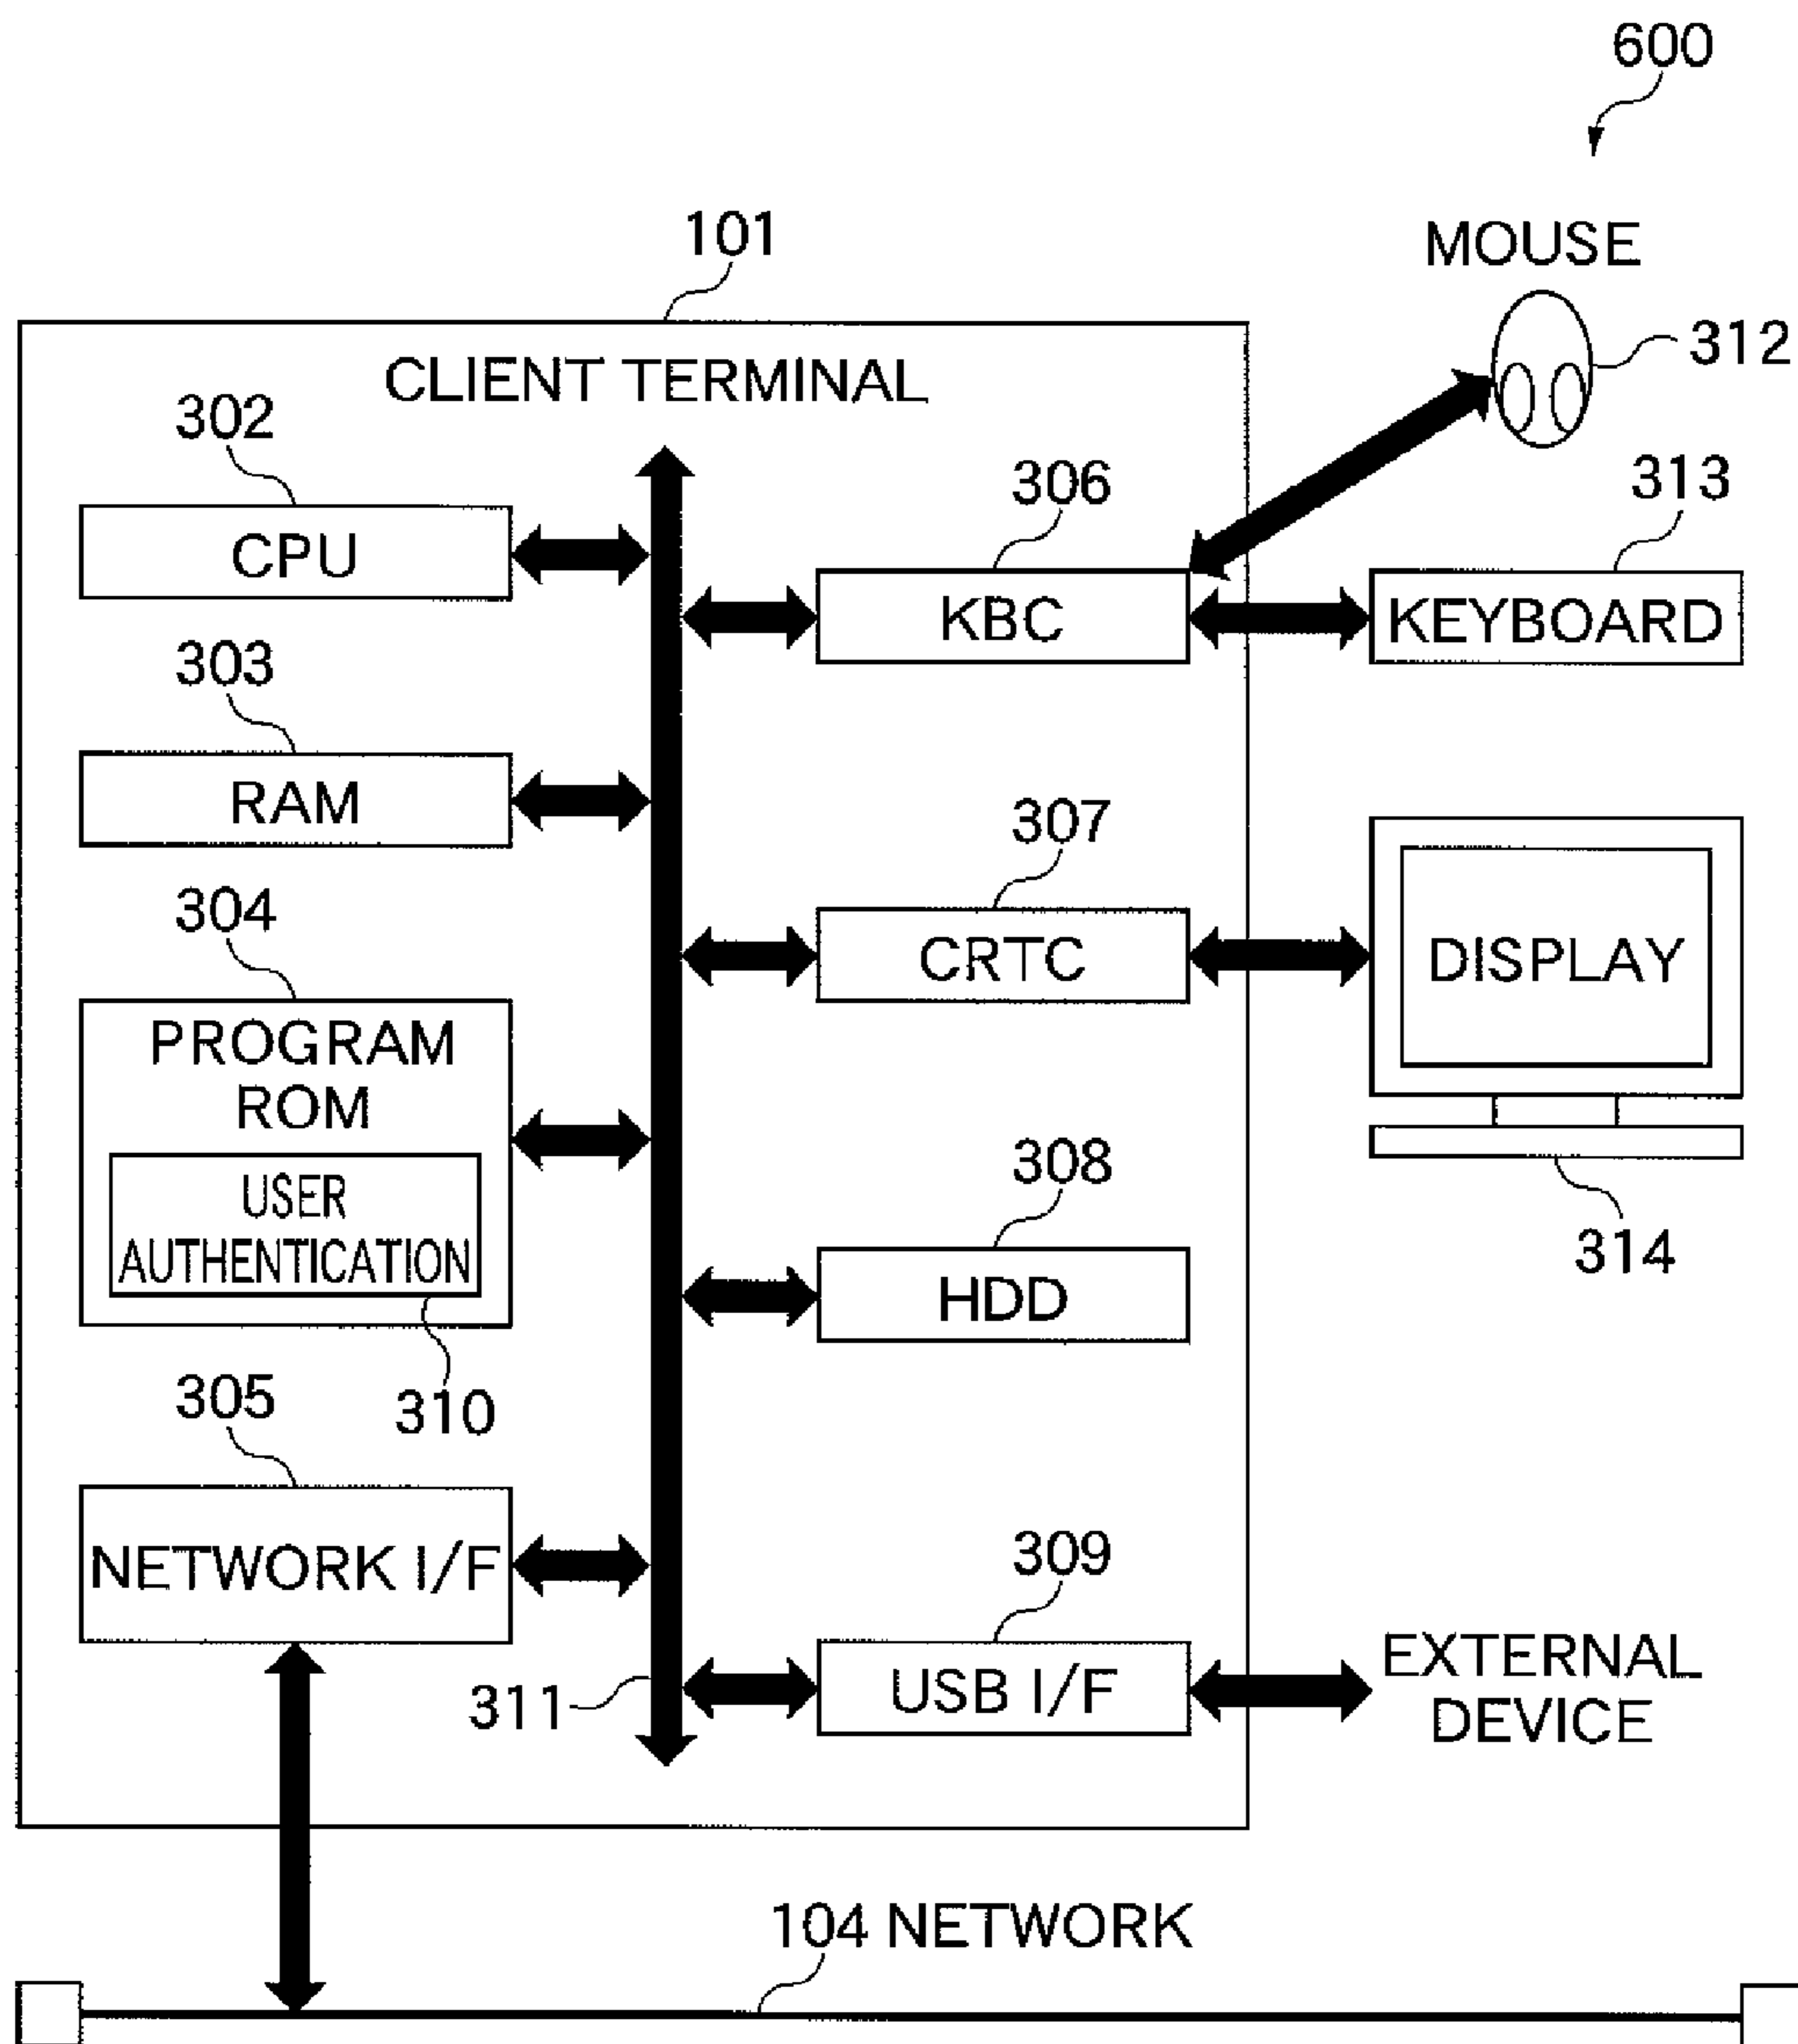 600
101
MOUSE
312
CLIENT TERMINAL
302
CPU
306
KBC
313
KEYBOARD
303
RAM
307
CRTC
DISPLAY
304
PROGRAM
ROM
USER
AUTHENTICATION
310
308
HDD
314
305
NETWORK I/F
309
USB I/F
311
EXTERNAL
DEVICE
104 NETWORK